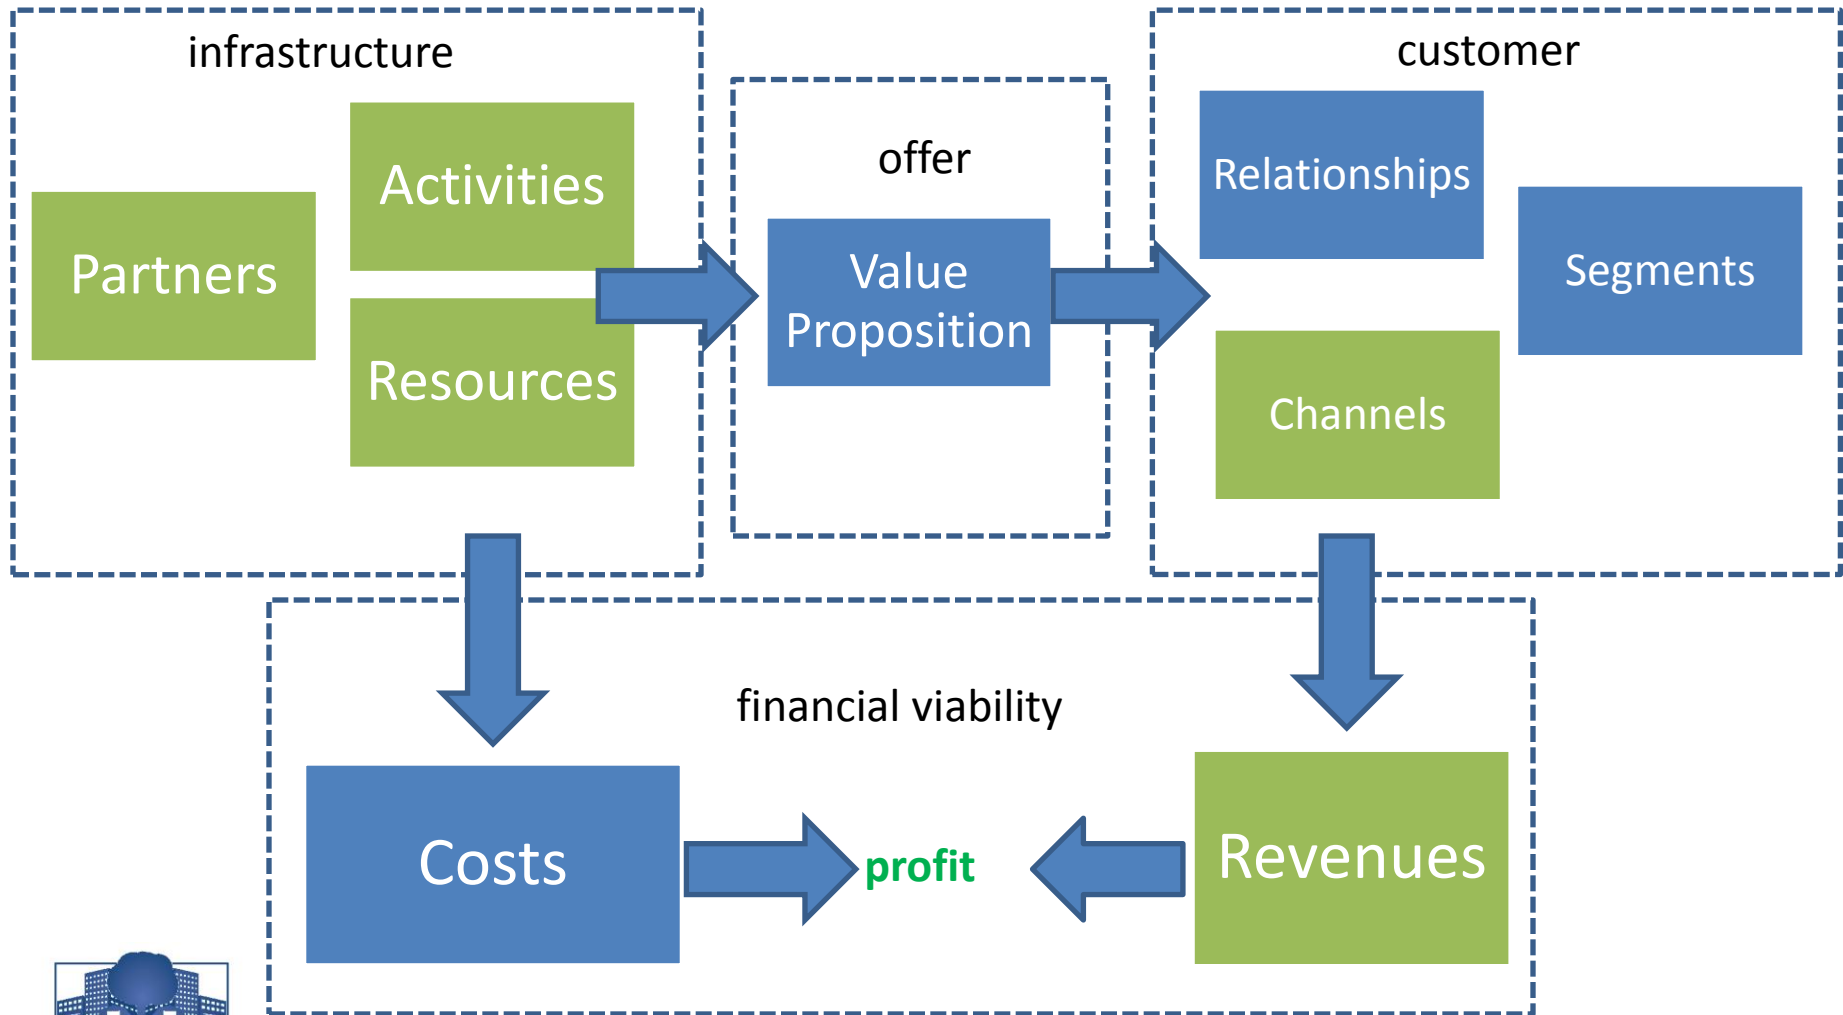 infrastructure
Activities
Partners
Resources
offer
Value
Proposition
customer
Relationships
Segments
Channels
financial viability
Costs
profit
Revenues